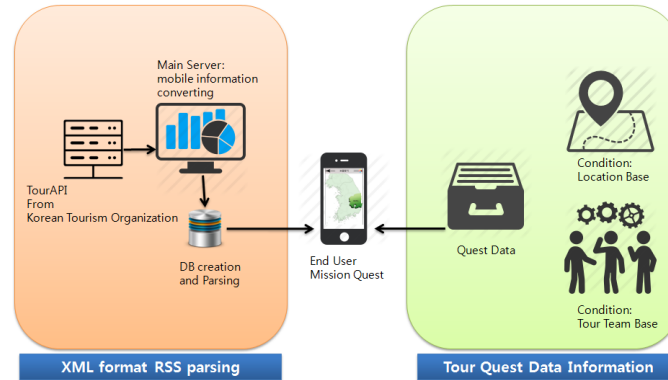 Main Server:
mobile information
converting
TourAPI
From
Korean Tourism Organization
DB creation
and Parsing
End User
Mission Quest
Quest Data
Condition:
Location Base
Condition:
Tour Team Base
XML format RSS parsing
Tour Quest Data Information